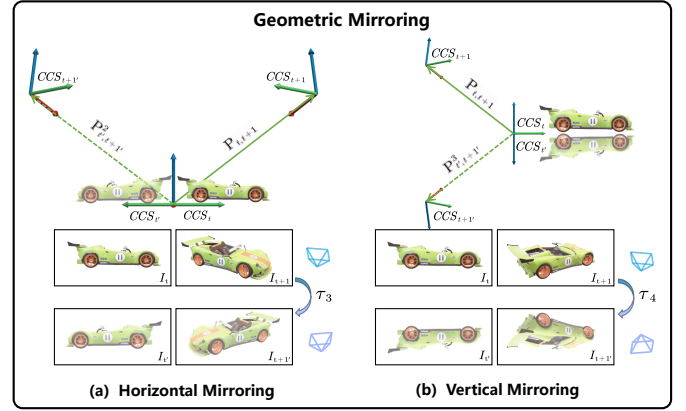 Geometric Mirroring
CCS_{t+1'}
CCS_{t+1}
P^2_{t',t+1'}
P_{t,t+1}
CCS_{t'}
CCS_t
I_t
I_{t+1}
τ_3
I_{t'}
I_{t+1'}
(a) Horizontal Mirroring
CCS_{t+1}
P_{t,t+1}
CCS_t
CCS_{t'}
P^3_{t',t+1'}
CCS_{t+1'}
I_t
I_{t+1}
τ_4
I_{t'}
I_{t+1'}
(b) Vertical Mirroring